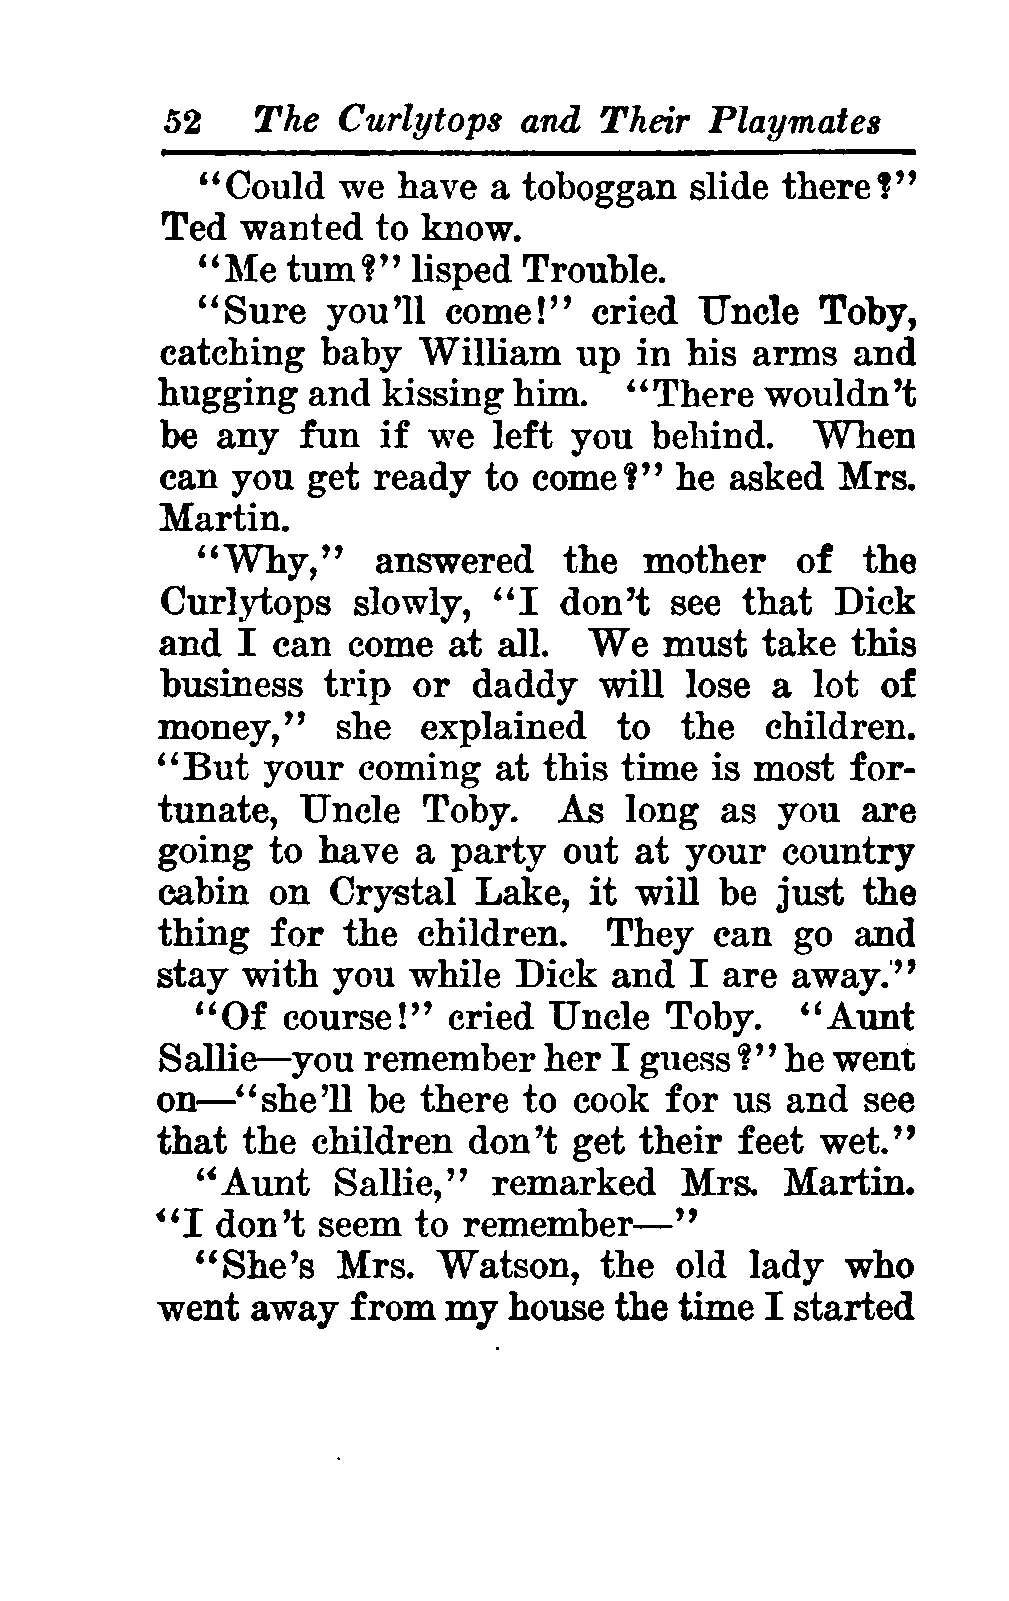 52 The Curlytops and Their Playmates
“Could we have a toboggan slide there?”
Ted wanted to know.
“Me tum?” lisped Trouble.
“Sure you’ll come!” cried Uncle Toby,
catching baby William up in his arms and
hugging and kissing him. “There wouldn’t
be any fun if we left you behind. When
can you get ready to come?” he asked Mrs.
Martin.
“Why,” answered the mother of the
Curlytops slowly, “I don’t see that Dick
and I can come at all. We must take this
business trip or daddy will lose a lot of
money,” she explained to the children.
“But your coming at this time is most for-
tunate, Uncle Toby. As long as you are
going to have a party out at your country
cabin on Crystal Lake, it will be just the
thing for the children. They can go and
stay with you while Dick and I are away.”
“Of course!” cried Uncle Toby. “Aunt
Sallie—you remember her I guess?” he went
on—“she’ll be there to cook for us and see
that the children don’t get their feet wet.”
“Aunt Sallie,” remarked Mrs. Martin.
“I don’t seem to remember—”
“She’s Mrs. Watson, the old lady who
went away from my house the time I started